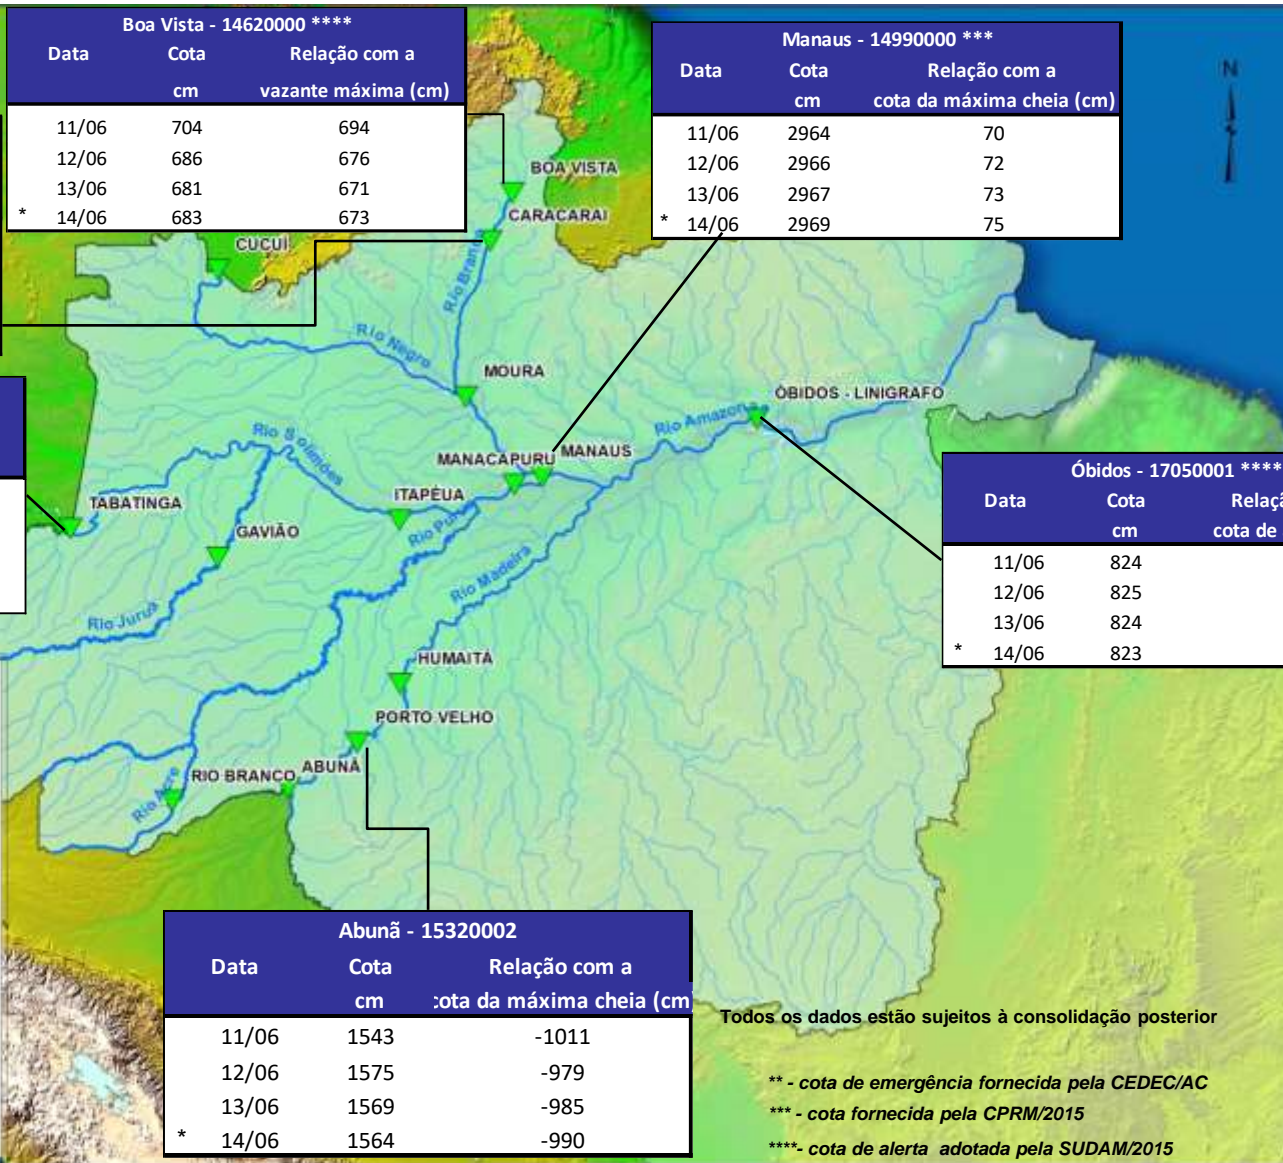 Boa Vista - 14620000 ****
Data Cota Relação com a
cm vazante máxima (cm)
11/06 704 694
12/06 686 676
13/06 681 671
* 14/06 683 673
Manaus - 14990000 ***
Data Cota Relação com a
cm cota da máxima cheia (cm)
11/06 2964 70
12/06 2966 72
13/06 2967 73
* 14/06 2969 75
N
BOA VISTA
CARACARAI
CUCUÍ
Rio Branco
Rio Negro
MOURA
ÓBIDOS - LINIGRAFO
Rio Amazonas
Rio Solimões
MANACAPURU
MANAUS
ITAPÉUA
TABATINGA
GAVIÃO
Rio Purus
Rio Madeira
Rio Juruá
HUMAITÁ
PORTO VELHO
ABUNÃ
RIO BRANCO
Rio Acre
Óbidos - 17050001 ****
Data Cota
cm cota de
11/06 824
12/06 825
13/06 824
* 14/06 823
Abunã - 15320002
Data Cota Relação com a
cm cota da máxima cheia (cm
11/06 1543 -1011
12/06 1575 -979
13/06 1569 -985
* 14/06 1564 -990
Todos os dados estão sujeitos à consolidação posterior
** - cota de emergência fornecida pela CEDEC/AC
*** - cota fornecida pela CPRM/2015
****- cota de alerta adotada pela SUDAM/2015